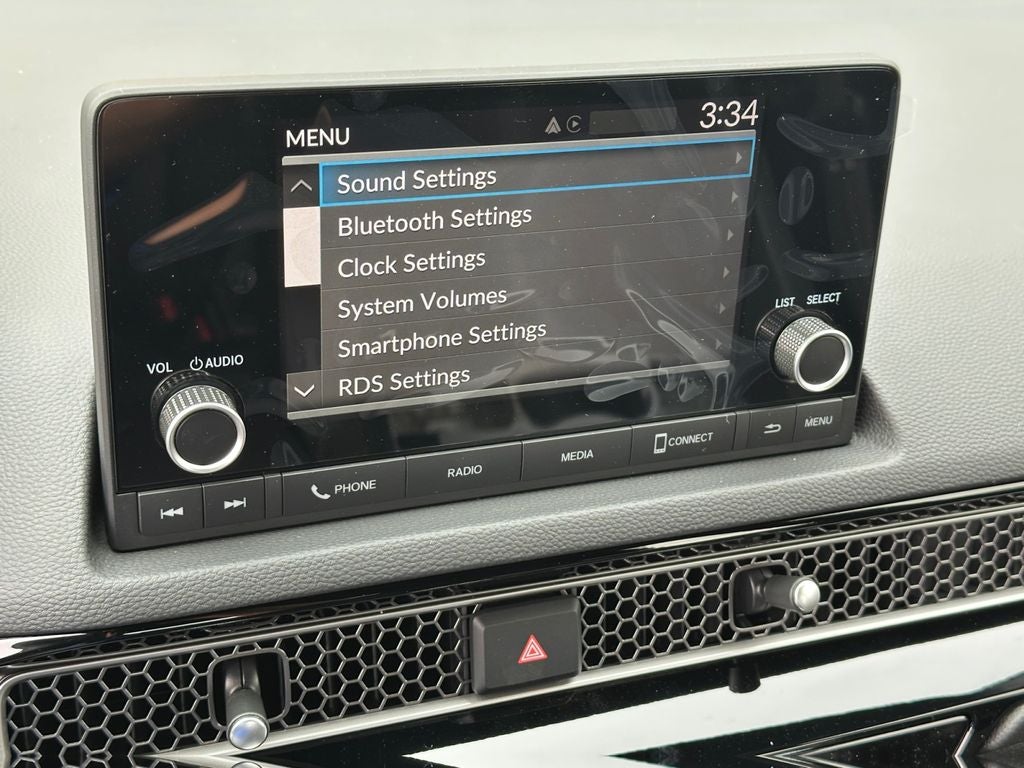 MENU
3:34
Sound Settings
Bluetooth Settings
Clock Settings
System Volumes
Smartphone Settings
RDS Settings
LIST SELECT
VOL AUDIO
PHONE
RADIO
MEDIA
CONNECT
MENU